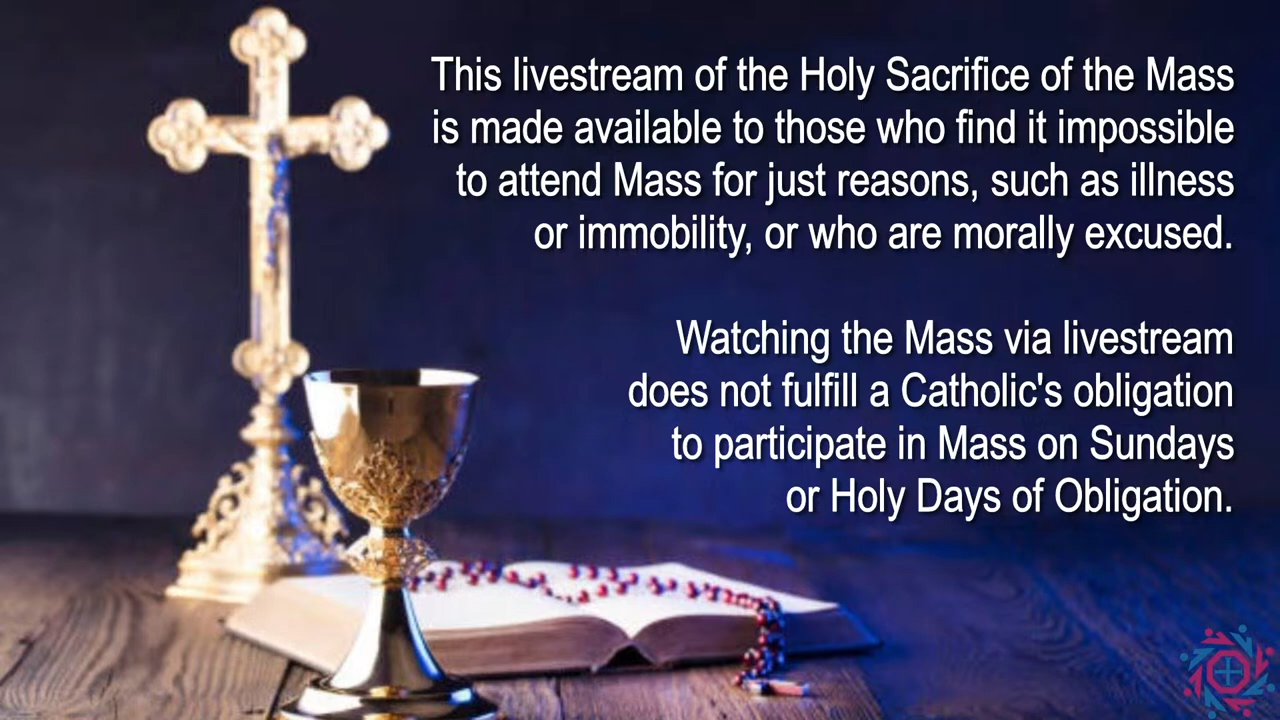 This livestream of the Holy Sacrifice of the Mass
is made available to those who find it impossible
to attend Mass for just reasons, such as illness
or immobility, or who are morally excused.
Watching the Mass via livestream
does not fulfill a Catholic's obligation
to participate in Mass on Sundays
or Holy Days of Obligation.